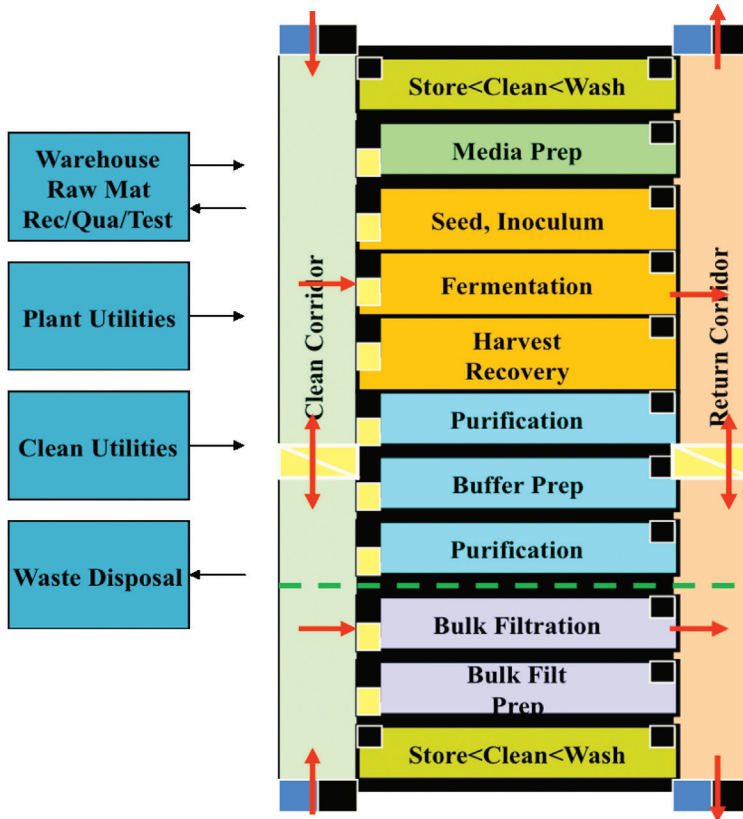 Store<Clean<Wash
Warehouse
Raw Mat
Rec/Qua/Test
Media Prep
Seed, Inoculum
Plant Utilities
Fermentation
Clean Corridor
Return Corridor
Harvest
Recovery
Clean Utilities
Purification
Buffer Prep
Waste Disposal
Purification
Bulk Filtration
Bulk Filt
Prep
Store<Clean<Wash